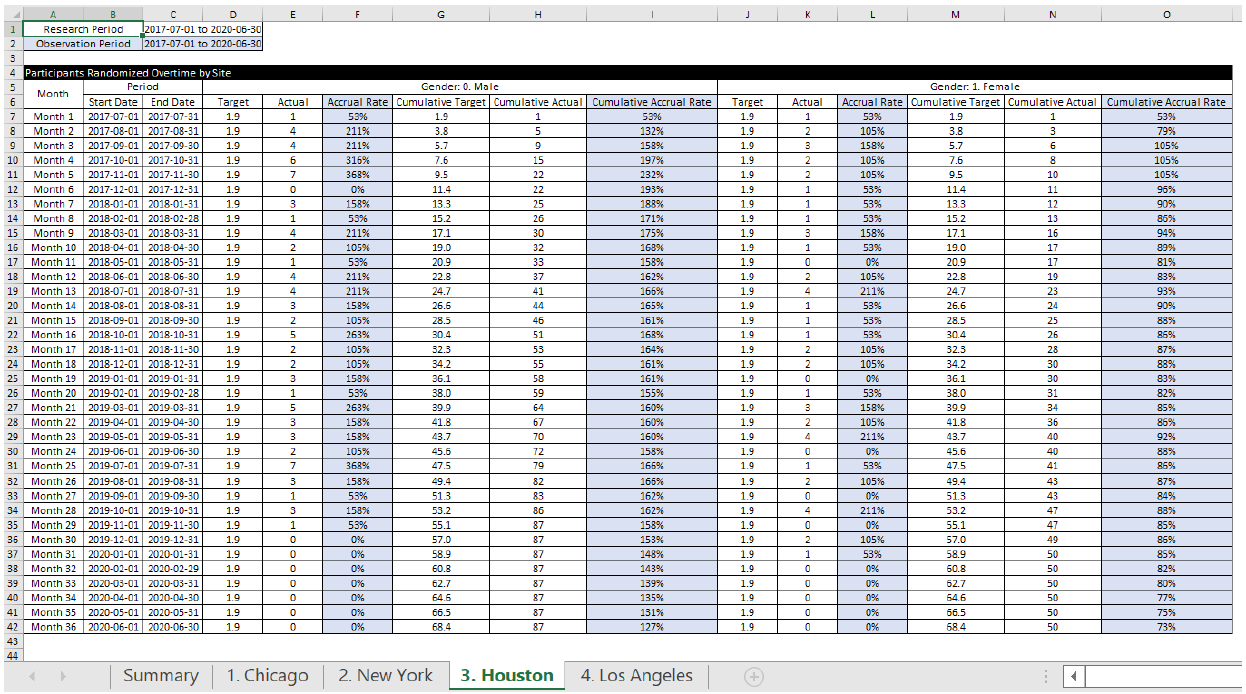 A B C D E F G H I J K L M N O
1 Research Period 2017-07-01 to 2020-06-30
2 Observation Period 2017-07-01 to 2020-06-30
3
4 Participants Randomized Overtime by Site
5 Month Period Gender: 0. Male Gender: 1. Female
6 Start Date End Date Target Actual Accrual Rate Cumulative Target Cumulative Actual Cumulative Accrual Rate Target Actual Accrual Rate Cumulative Target Cumulative Actual Cumulative Accrual Rate
7 Month 1 2017-07-01 2017-07-31 1.9 1 53% 1.9 1 53% 1.9 1 53% 1.9 1 53%
8 Month 2 2017-08-01 2017-08-31 1.9 4 211% 3.8 5 132% 1.9 2 105% 3.8 3 79%
9 Month 3 2017-09-01 2017-09-30 1.9 4 211% 5.7 9 158% 1.9 3 158% 5.7 6 105%
10 Month 4 2017-10-01 2017-10-31 1.9 6 316% 7.6 15 197% 1.9 2 105% 7.6 8 105%
11 Month 5 2017-11-01 2017-11-30 1.9 7 368% 9.5 22 232% 1.9 2 105% 9.5 10 105%
12 Month 6 2017-12-01 2017-12-31 1.9 0 0% 11.4 22 193% 1.9 1 53% 11.4 11 96%
13 Month 7 2018-01-01 2018-01-31 1.9 3 158% 13.3 25 188% 1.9 1 53% 13.3 12 90%
14 Month 8 2018-02-01 2018-02-28 1.9 1 53% 15.2 26 171% 1.9 1 53% 15.2 13 86%
15 Month 9 2018-03-01 2018-03-31 1.9 4 211% 17.1 30 175% 1.9 3 158% 17.1 16 94%
16 Month 10 2018-04-01 2018-04-30 1.9 2 105% 19.0 32 168% 1.9 1 53% 19.0 17 89%
17 Month 11 2018-05-01 2018-05-31 1.9 1 53% 20.9 33 158% 1.9 0 0% 20.9 17 81%
18 Month 12 2018-06-01 2018-06-30 1.9 4 211% 22.8 37 162% 1.9 2 105% 22.8 19 83%
19 Month 13 2018-07-01 2018-07-31 1.9 4 211% 24.7 41 166% 1.9 4 211% 24.7 23 93%
20 Month 14 2018-08-01 2018-08-31 1.9 3 158% 26.6 44 165% 1.9 1 53% 26.6 24 90%
21 Month 15 2018-09-01 2018-09-30 1.9 2 105% 28.5 46 161% 1.9 1 53% 28.5 25 88%
22 Month 16 2018-10-01 2018-10-31 1.9 5 263% 30.4 51 168% 1.9 1 53% 30.4 26 86%
23 Month 17 2018-11-01 2018-11-30 1.9 2 105% 32.3 53 164% 1.9 2 105% 32.3 28 87%
24 Month 18 2018-12-01 2018-12-31 1.9 2 105% 34.2 55 161% 1.9 2 105% 34.2 30 88%
25 Month 19 2019-01-01 2019-01-31 1.9 3 158% 36.1 58 161% 1.9 0 0% 36.1 30 83%
26 Month 20 2019-02-01 2019-02-28 1.9 1 53% 38.0 59 155% 1.9 1 53% 38.0 31 82%
27 Month 21 2019-03-01 2019-03-31 1.9 5 263% 39.9 64 160% 1.9 3 158% 39.9 34 85%
28 Month 22 2019-04-01 2019-04-30 1.9 3 158% 41.8 67 160% 1.9 2 105% 41.8 36 86%
29 Month 23 2019-05-01 2019-05-31 1.9 3 158% 43.7 70 160% 1.9 4 211% 43.7 40 92%
30 Month 24 2019-06-01 2019-06-30 1.9 2 105% 45.6 72 158% 1.9 0 0% 45.6 40 88%
31 Month 25 2019-07-01 2019-07-31 1.9 7 368% 47.5 79 166% 1.9 1 53% 47.5 41 86%
32 Month 26 2019-08-01 2019-08-31 1.9 3 158% 49.4 82 166% 1.9 2 105% 49.4 43 87%
33 Month 27 2019-09-01 2019-09-30 1.9 1 53% 51.3 83 162% 1.9 0 0% 51.3 43 84%
34 Month 28 2019-10-01 2019-10-31 1.9 3 158% 53.2 86 162% 1.9 4 211% 53.2 47 88%
35 Month 29 2019-11-01 2019-11-30 1.9 1 53% 55.1 87 158% 1.9 0 0% 55.1 47 85%
36 Month 30 2019-12-01 2019-12-31 1.9 0 0% 57.0 87 153% 1.9 2 105% 57.0 49 86%
37 Month 31 2020-01-01 2020-01-31 1.9 0 0% 58.9 87 148% 1.9 1 53% 58.9 50 85%
38 Month 32 2020-02-01 2020-02-29 1.9 0 0% 60.8 87 143% 1.9 0 0% 60.8 50 82%
39 Month 33 2020-03-01 2020-03-31 1.9 0 0% 62.7 87 139% 1.9 0 0% 62.7 50 80%
40 Month 34 2020-04-01 2020-04-30 1.9 0 0% 64.6 87 135% 1.9 0 0% 64.6 50 77%
41 Month 35 2020-05-01 2020-05-31 1.9 0 0% 66.5 87 131% 1.9 0 0% 66.5 50 75%
42 Month 36 2020-06-01 2020-06-30 1.9 0 0% 68.4 87 127% 1.9 0 0% 68.4 50 73%
43
44
Summary 1. Chicago 2. New York 3. Houston 4. Los Angeles